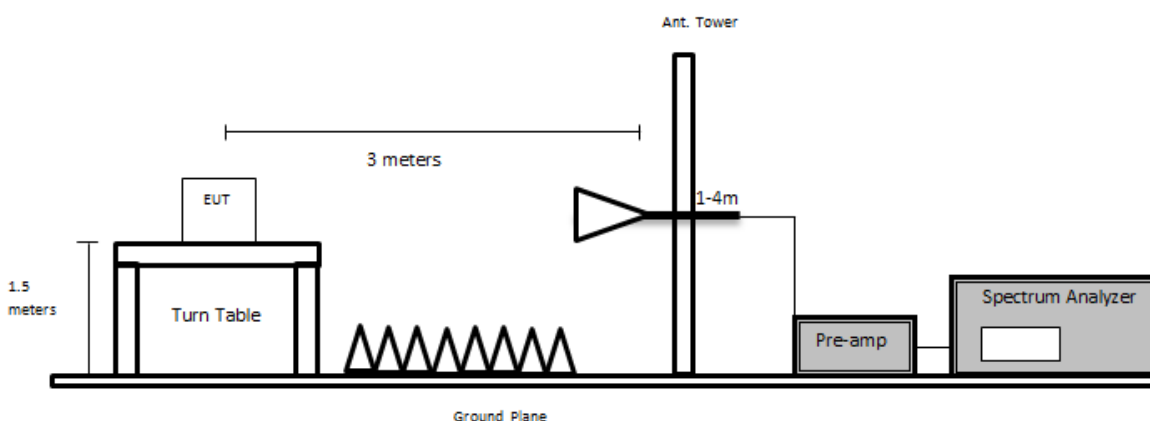 Ant. Tower
3 meters
EUT
1-4m
1.5
meters
Turn Table
Spectrum Analyzer
Pre-amp
Ground Plane